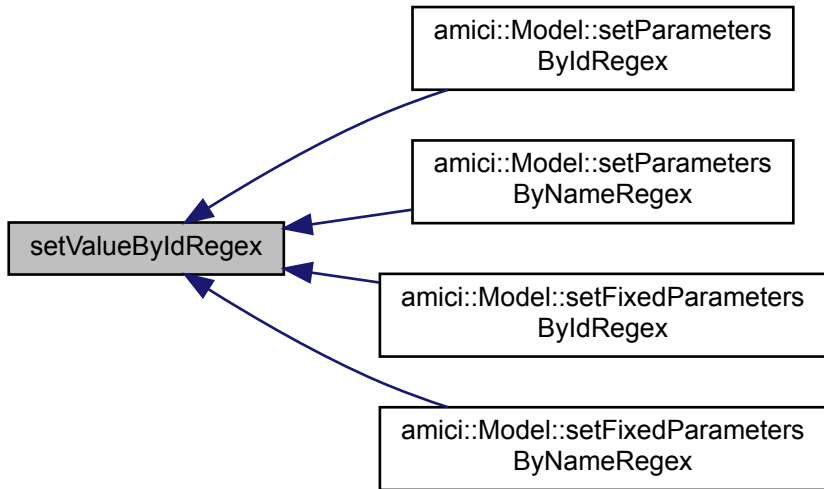 amici::Model::setParameters
ByIdRegex
amici::Model::setParameters
ByNameRegex
setValueByIdRegex
amici::Model::setFixedParameters
ByIdRegex
amici::Model::setFixedParameters
ByNameRegex